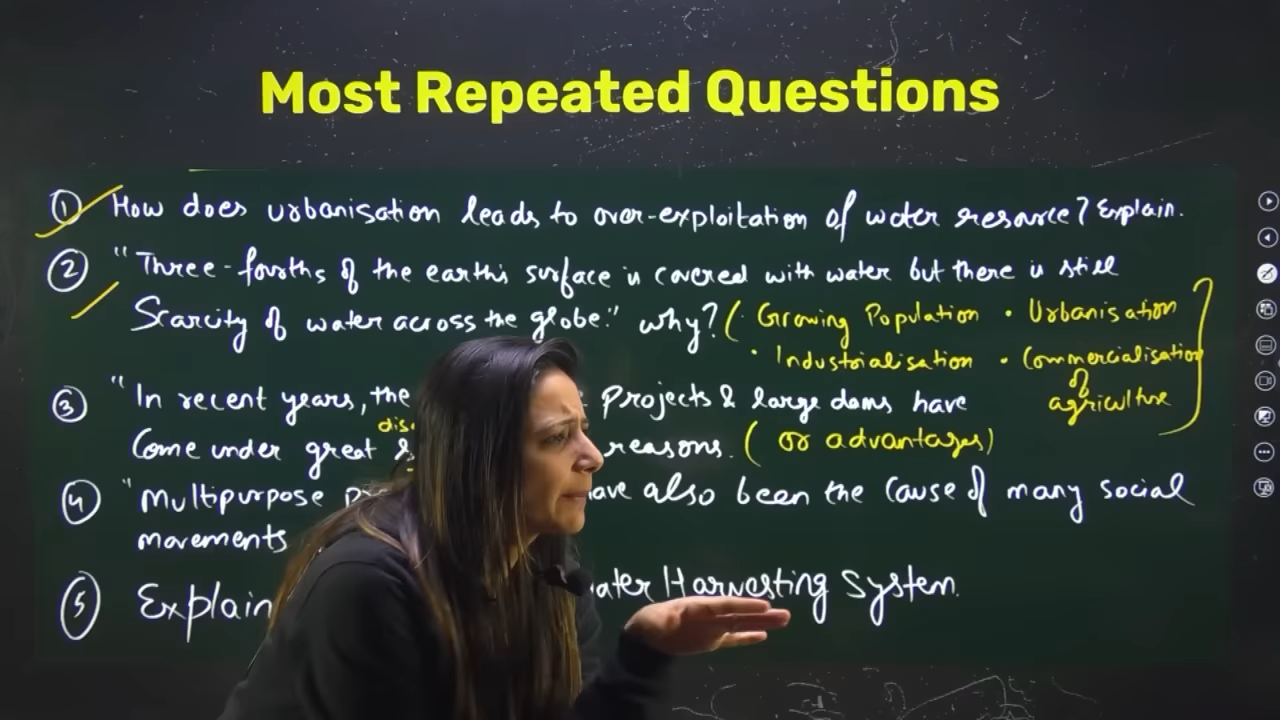 Most Repeated Questions
① How does urbanisation leads to over-exploitation of water resource? Explain.
② "Three-fourths of the earth's surface is covered with water but there is still
Scarcity of water across the globe." why? ( · Growing Population · Urbanisation
· Industrialisation · Commercialisation
of
agriculture
③ "In recent years, the projects & large dams have
Come under great reasons. ( or advantages)
④ "Multipurpose have also been the cause of many social
movements
⑤ Explain Harvesting System.